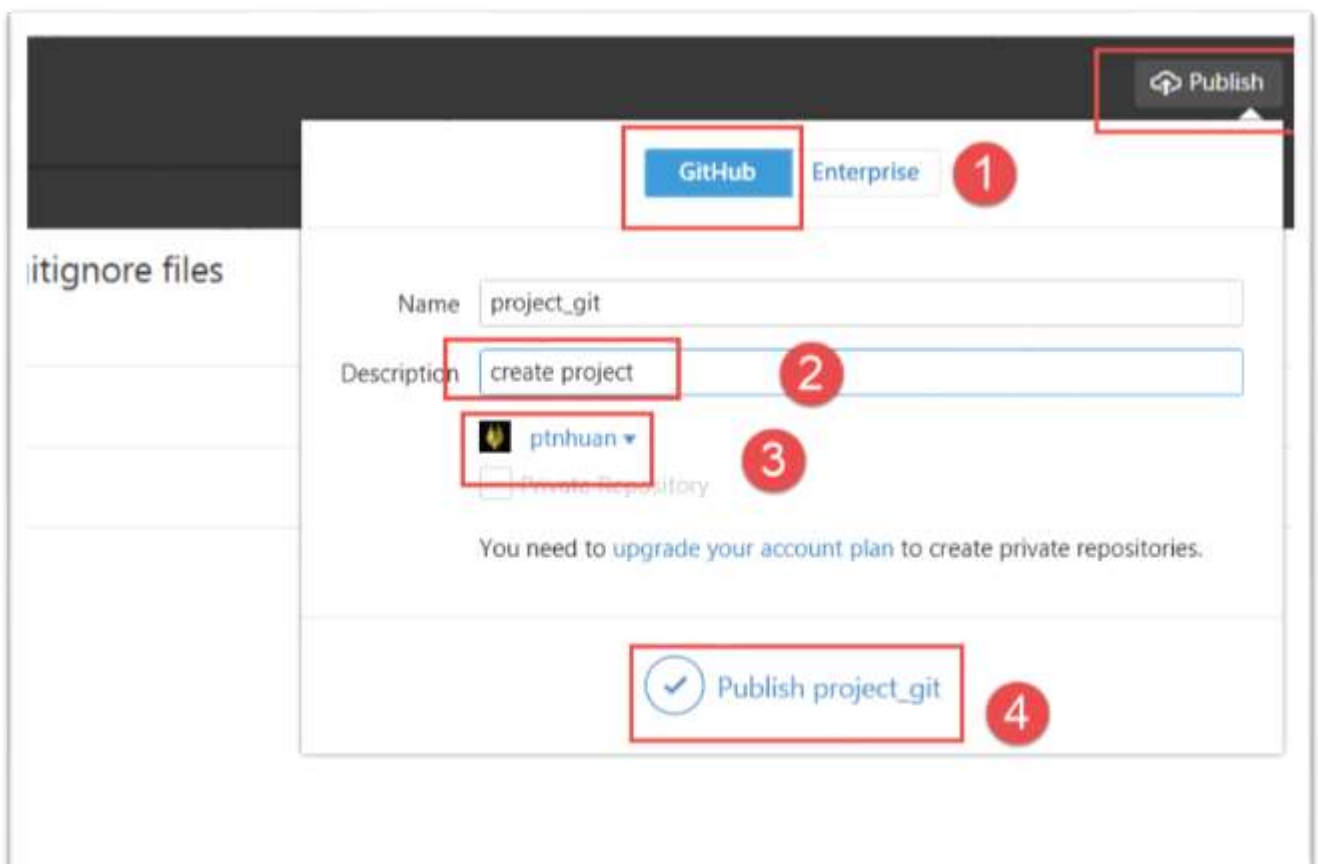 Publish
GitHub Enterprise 1
itignore files
Name project_git
Description create project 2
ptnhuan 3
Private Repository
You need to upgrade your account plan to create private repositories.
Publish project_git 4